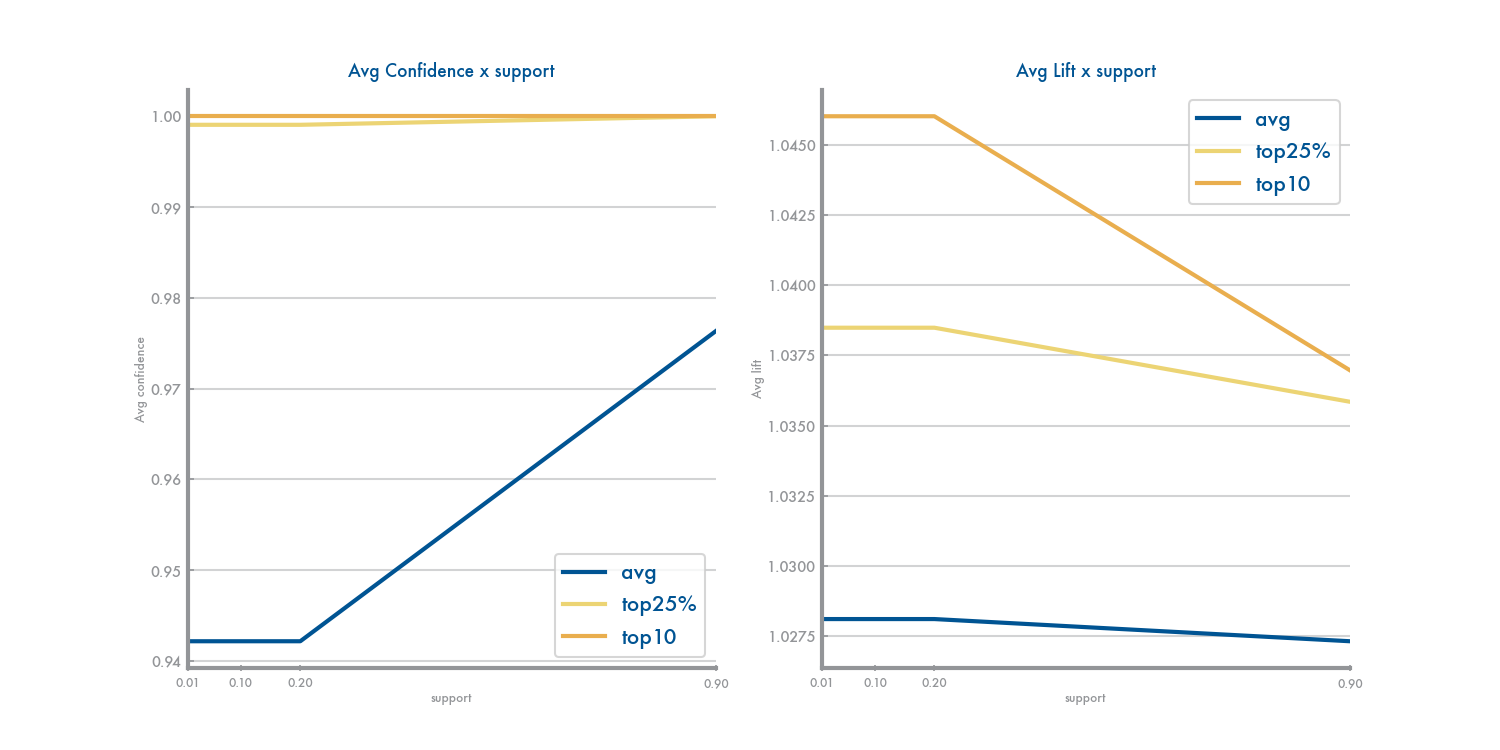 Avg Confidence x support
1.00
0.99
0.98
0.97
0.96
0.95
0.94
Avg confidence
0.01 0.10 0.20 0.90
support
avg
top25%
top10
Avg Lift x support
1.0450
1.0425
1.0400
1.0375
1.0350
1.0325
1.0300
1.0275
Avg lift
0.01 0.10 0.20 0.90
support
avg
top25%
top10